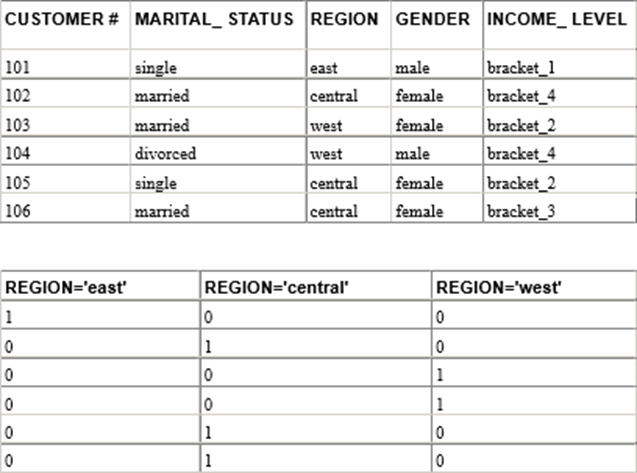 CUSTOMER # MARITAL_ STATUS REGION GENDER INCOME_ LEVEL
101 single east male bracket_1
102 married central female bracket_4
103 married west female bracket_2
104 divorced west male bracket_4
105 single central female bracket_2
106 married central female bracket_3
REGION='east' REGION='central' REGION='west'
1 0 0
0 1 0
0 0 1
0 0 1
0 1 0
0 1 0